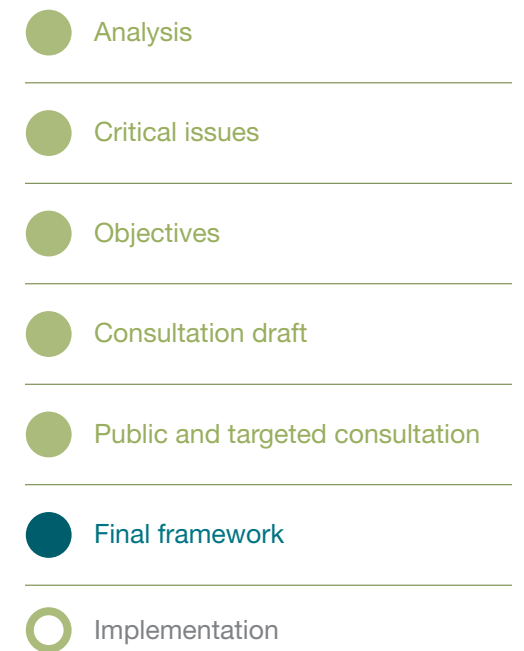 Analysis
Critical issues
Objectives
Consultation draft
Public and targeted consultation
Final framework
Implementation